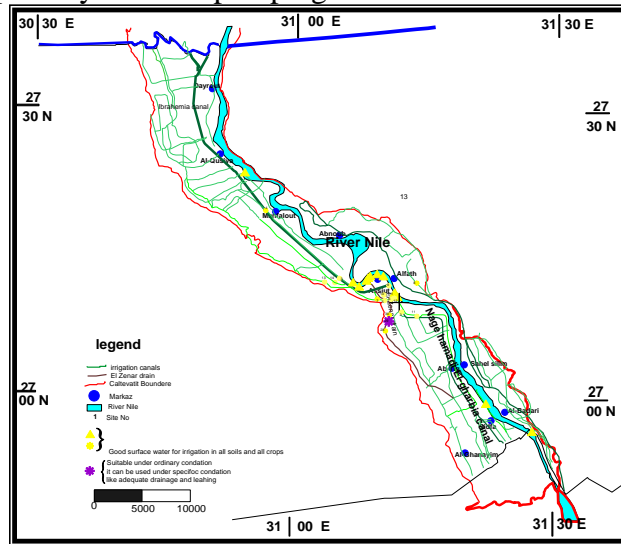 30 30 E
31 00 E
31 30 E
27
30 N
27
30 N
Dayrout
Ibrahemia canal
Al-Qusiya
Manfalout
13
Abnoub
River Nile
Alfath
Assiut
Nage hamadi El-gharbia canal
Sahel silim
Al-Badari
Al-Ghanayim
legend
irrigation canals
El Zenar drain
Caltevatit Boundere
Markaz
River Nile
1 Site No
Good surface water for irrigation in all soils and all crops
Suitable under ordinary condation
it can be used under specifoc condation
like adequate drainage and leahing
0 5000 10000
27
00 N
27
00 N
31 00 E
31 30 E